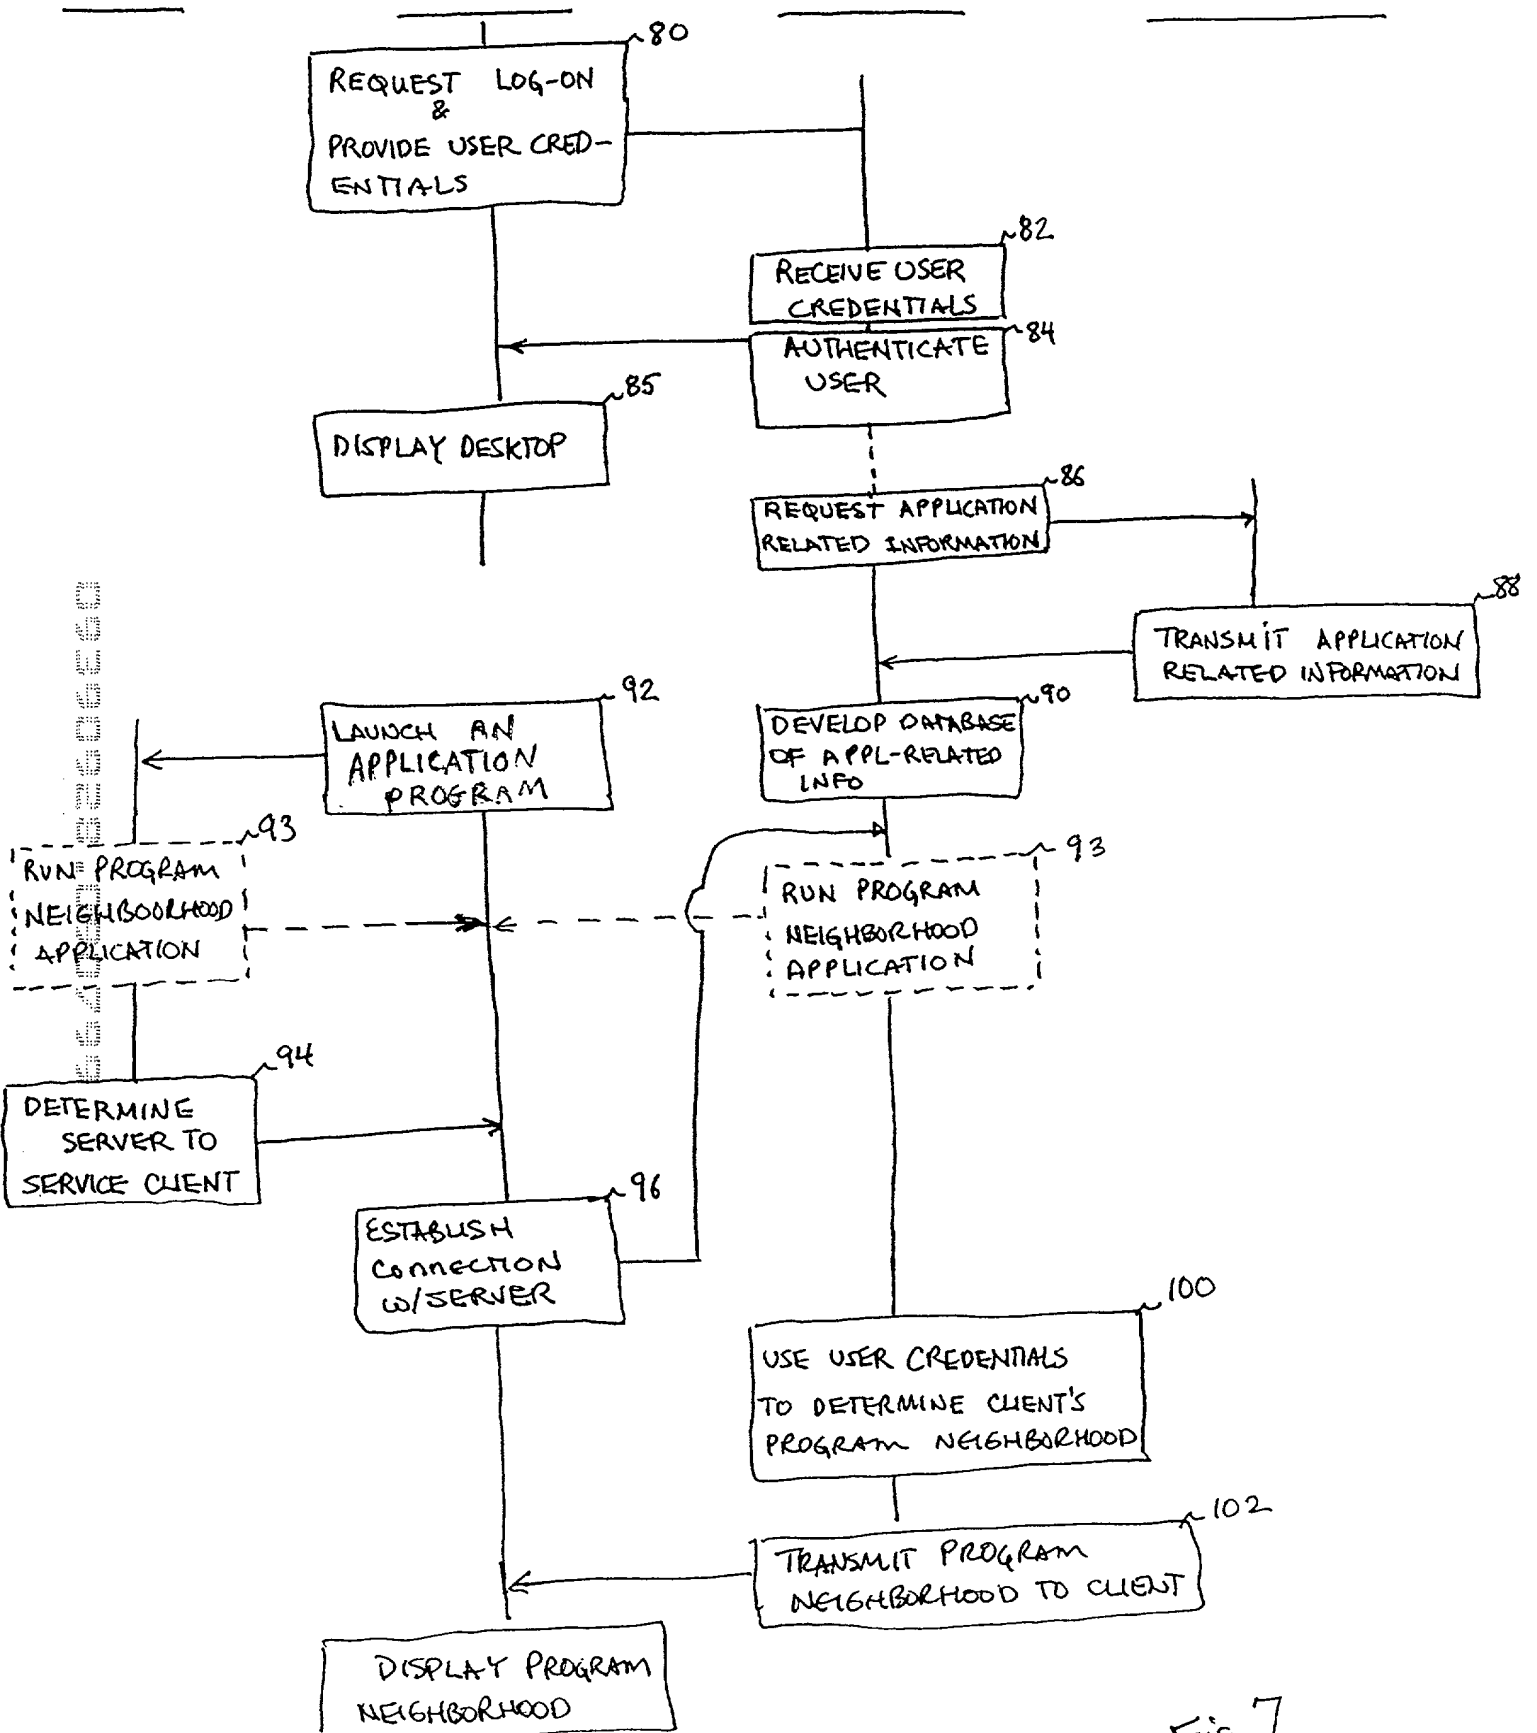 80
REQUEST LOG-ON
&
PROVIDE USER CRED-
ENTIALS
82
RECEIVE USER
CREDENTIALS
84
AUTHENTICATE
USER
85
DISPLAY DESKTOP
86
REQUEST APPLICATION
RELATED INFORMATION
88
TRANSMIT APPLICATION
RELATED INFORMATION
90
DEVELOP DATABASE
OF APPL-RELATED
INFO
92
LAUNCH AN
APPLICATION
PROGRAM
93
RUN PROGRAM
NEIGHBOORHOOD
APPLICATION
93
RUN PROGRAM
NEIGHBORHOOD
APPLICATION
94
DETERMINE
SERVER TO
SERVICE CLIENT
96
ESTABLISH
CONNECTION
W/SERVER
100
USE USER CREDENTIALS
TO DETERMINE CLIENT'S
PROGRAM NEIGHBORHOOD
102
TRANSMIT PROGRAM
NEIGHBORHOOD TO CLIENT
DISPLAY PROGRAM
NEIGHBORHOOD
Fig 7